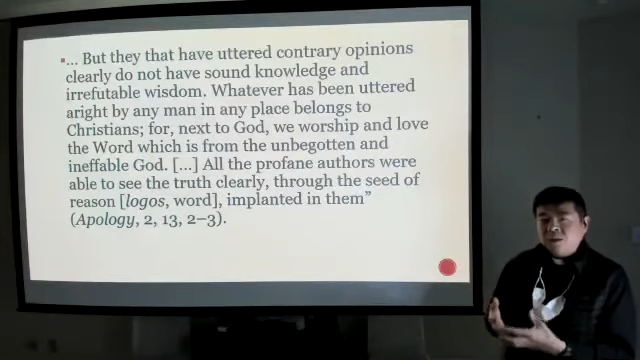 … But they that have uttered contrary opinions
clearly do not have sound knowledge and
irrefutable wisdom. Whatever has been uttered
aright by any man in any place belongs to
Christians; for, next to God, we worship and love
the Word which is from the unbegotten and
ineffable God. […] All the profane authors were
able to see the truth clearly, through the seed of
reason [logos, word], implanted in them”
(Apology, 2, 13, 2–3).